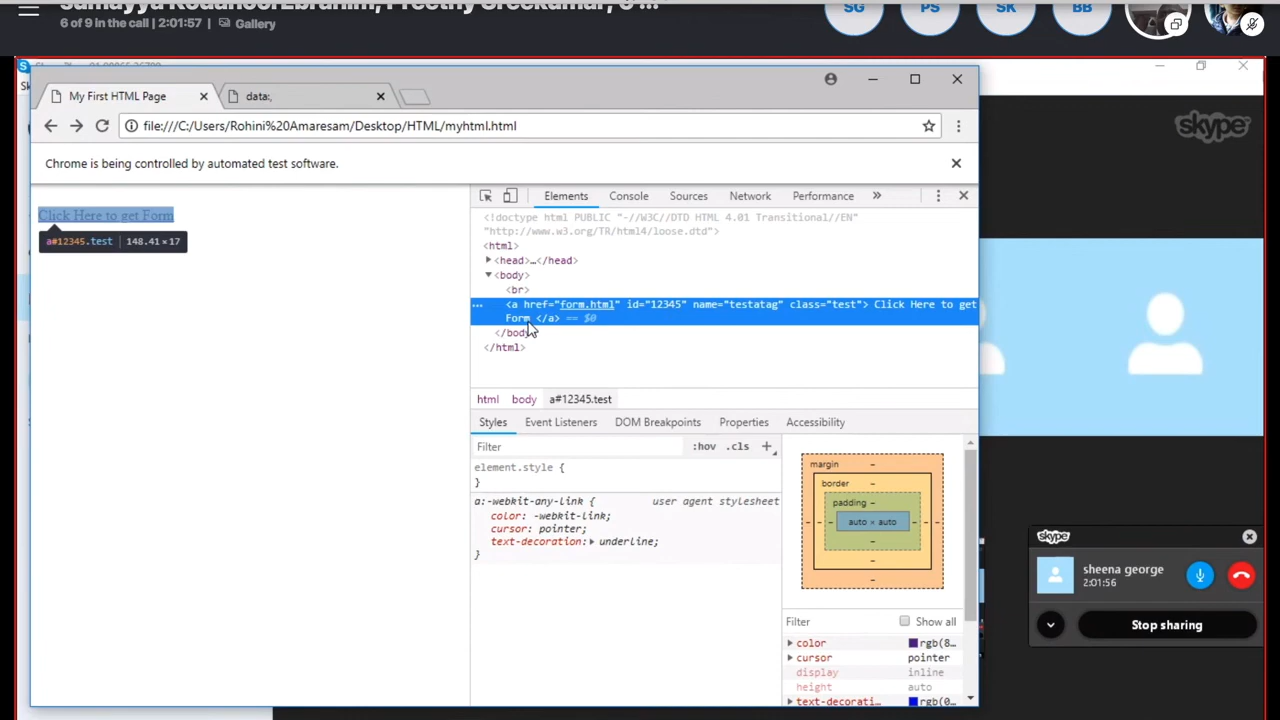 6 of 9 in the call | 2:01:57 | Gallery
SG PS SK BB
My First HTML Page
data:,
file:///C:/Users/Rohini%20Amaresam/Desktop/HTML/myhtml.html
Chrome is being controlled by automated test software.
skype
Click Here to get Form
a#12345.test | 148.41 × 17
Elements Console Sources Network Performance »
<!doctype html PUBLIC "-//W3C//DTD HTML 4.01 Transitional//EN"
"http://www.w3.org/TR/html4/loose.dtd">
<html>
<head>…</head>
<body>
<br>
<a href="form.html" id="12345" name="testatag" class="test"> Click Here to get
Form </a> == $0
</body>
</html>
html body a#12345.test
Styles Event Listeners DOM Breakpoints Properties Accessibility
Filter :hov .cls +
element.style {
}
a:-webkit-any-link { user agent stylesheet
color: -webkit-link;
cursor: pointer;
text-decoration: underline;
}
margin –
border –
padding –
auto × auto
–
–
–
Filter Show all
color rgb(8…
cursor pointer
display inline
height auto
text-decorati… rgb(0…
skype
sheena george
2:01:56
Stop sharing